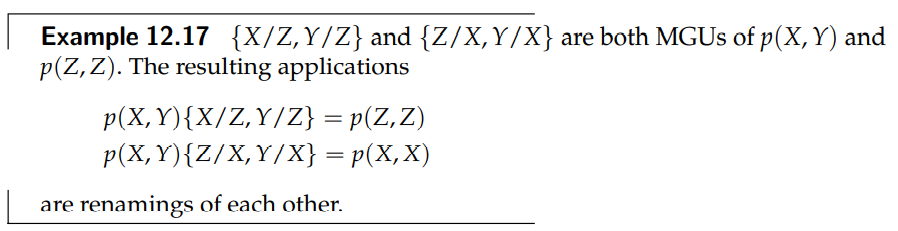 Example 12.17 {X/Z, Y/Z} and {Z/X, Y/X} are both MGUs of p(X, Y) and
p(Z, Z). The resulting applications
p(X, Y){X/Z, Y/Z} = p(Z, Z)
p(X, Y){Z/X, Y/X} = p(X, X)
are renamings of each other.